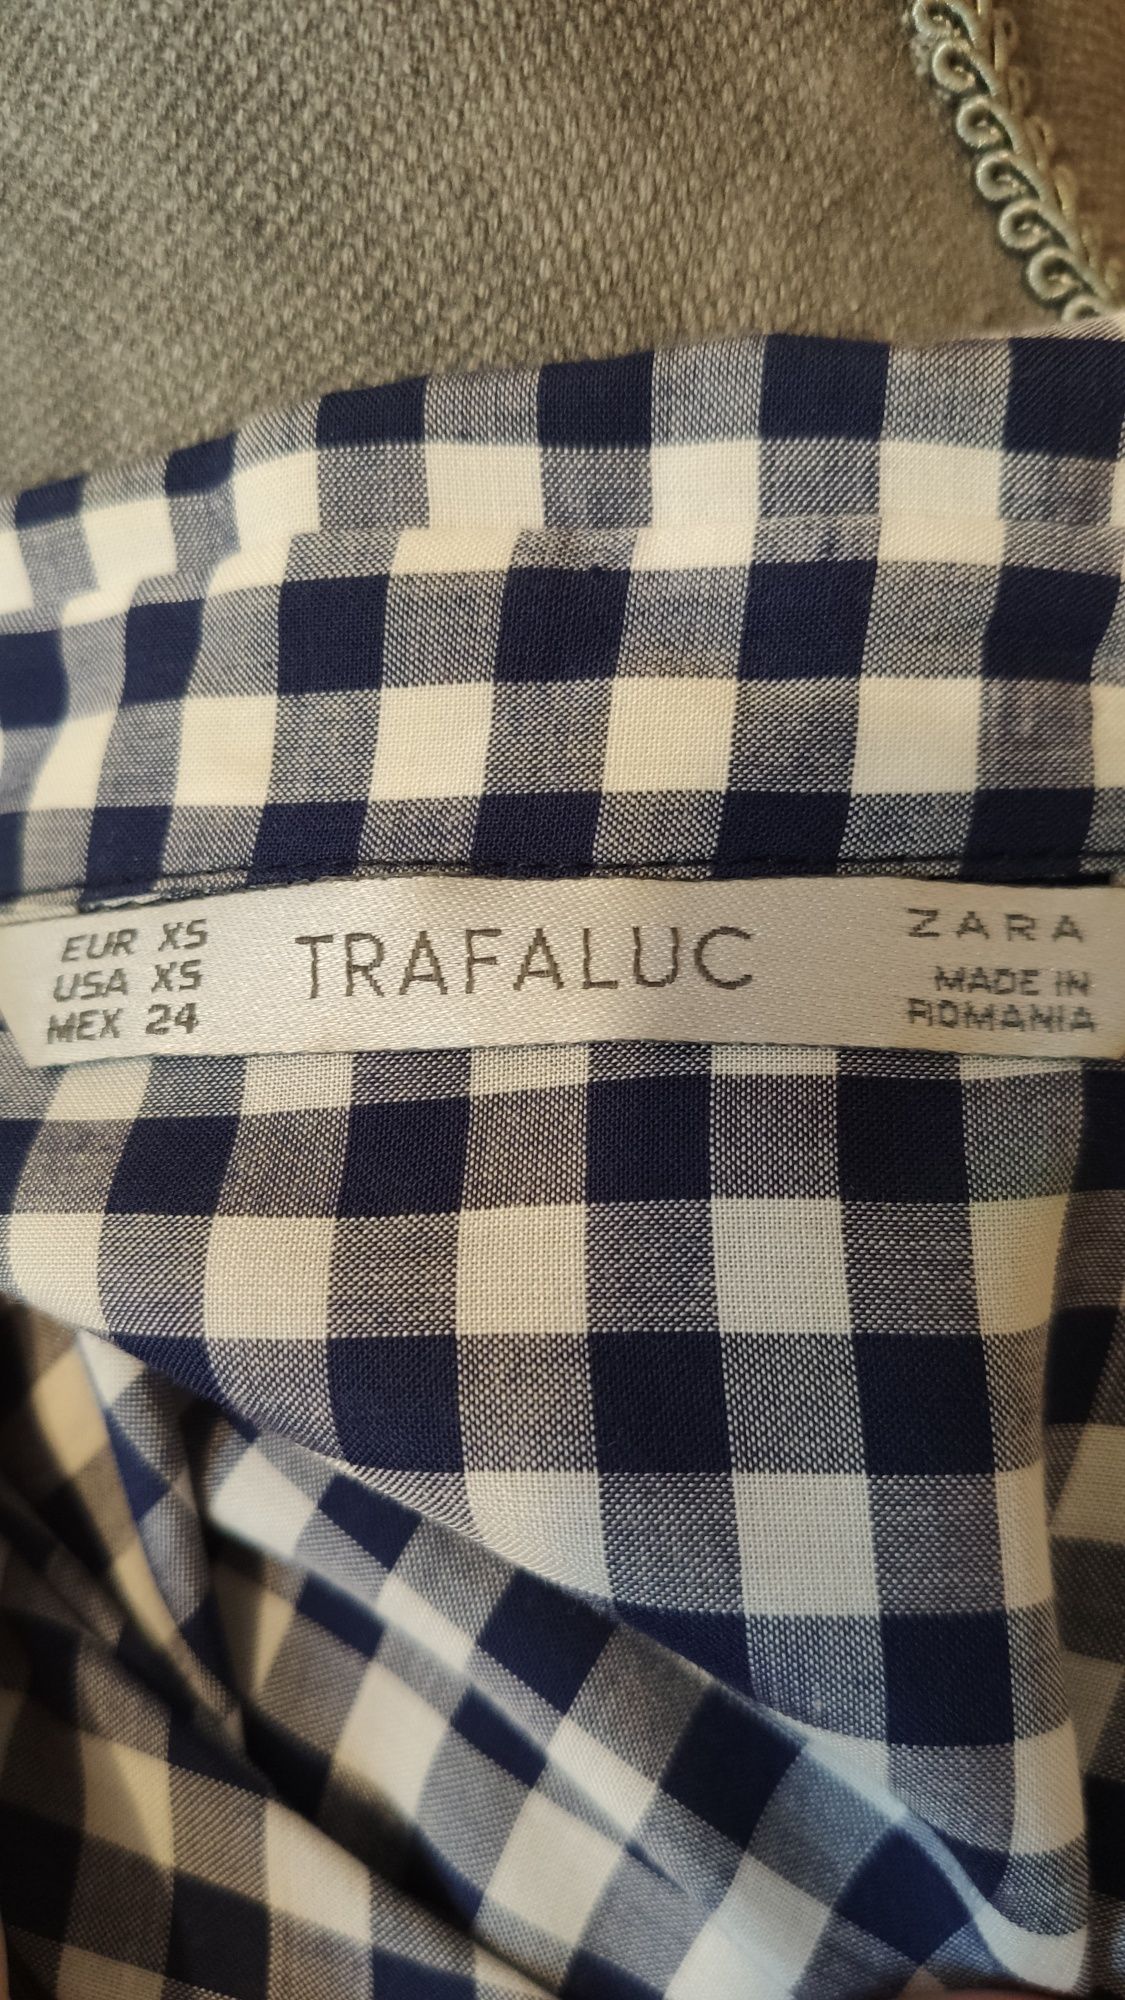 EUR XS
USA XS
MEX 24
TRAFALUC
ZARA
MADE IN
ROMANIA